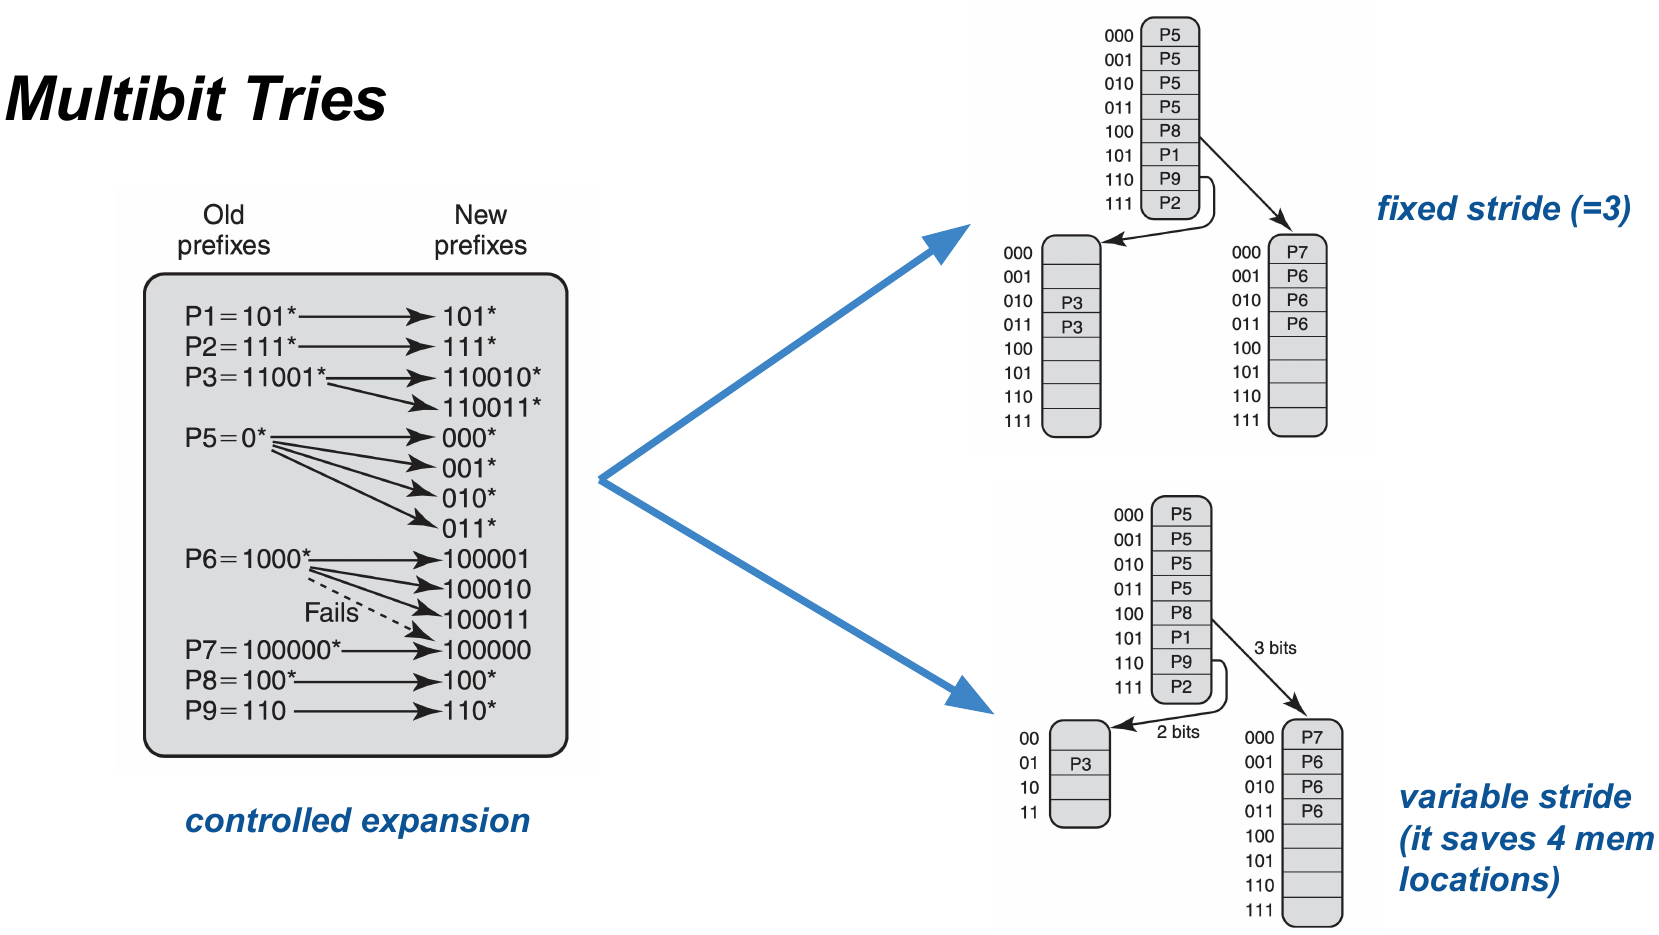 Multibit Tries
Old prefixes
New prefixes
P1=101*
101*
P2=111*
111*
P3=11001*
110010*
110011*
P5=0*
000*
001*
010*
011*
P6=1000*
100001
100010
Fails
100011
P7=100000*
100000
P8=100*
100*
P9=110
110*
controlled expansion
000 P5
001 P5
010 P5
011 P5
100 P8
101 P1
110 P9
111 P2
fixed stride (=3)
000
001
010 P3
011 P3
100
101
110
111
000 P7
001 P6
010 P6
011 P6
100
101
110
111
000 P5
001 P5
010 P5
011 P5
100 P8
101 P1
110 P9
111 P2
3 bits
2 bits
00
01 P3
10
11
000 P7
001 P6
010 P6
011 P6
100
101
110
111
variable stride
(it saves 4 mem
locations)